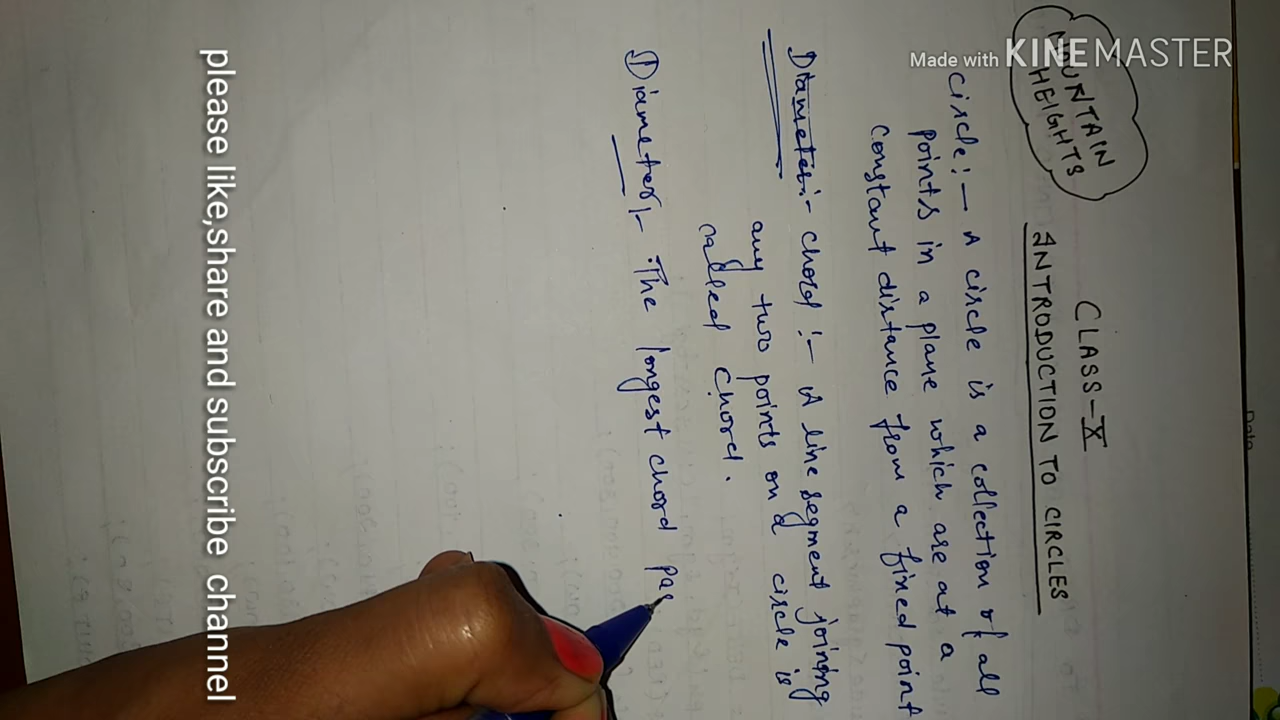 Made with KINEMASTER
MOUNTAIN
HEIGHTS
CLASS-X
INTRODUCTION TO CIRCLES
Circle:- A circle is a collection of all
points in a plane which are at a
constant distance from a fixed point
Diameter:- chord:- A line segment joining
any two points on a circle is
called chord.
Diameter:- The longest chord pas
please like,share and subscribe channel